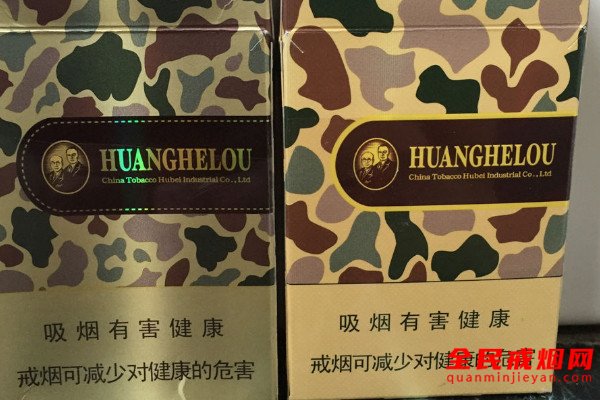 HUANGHELOU
China Tobacco Hubei Industrial Co., Ltd
吸烟有害健康
戒烟可减少对健康的危害
HUANGHELOU
China Tobacco Hubei Industrial Co., Ltd
吸烟有害健康
戒烟可减少对健康的危害
全民戒烟网
quanminjieyan.com